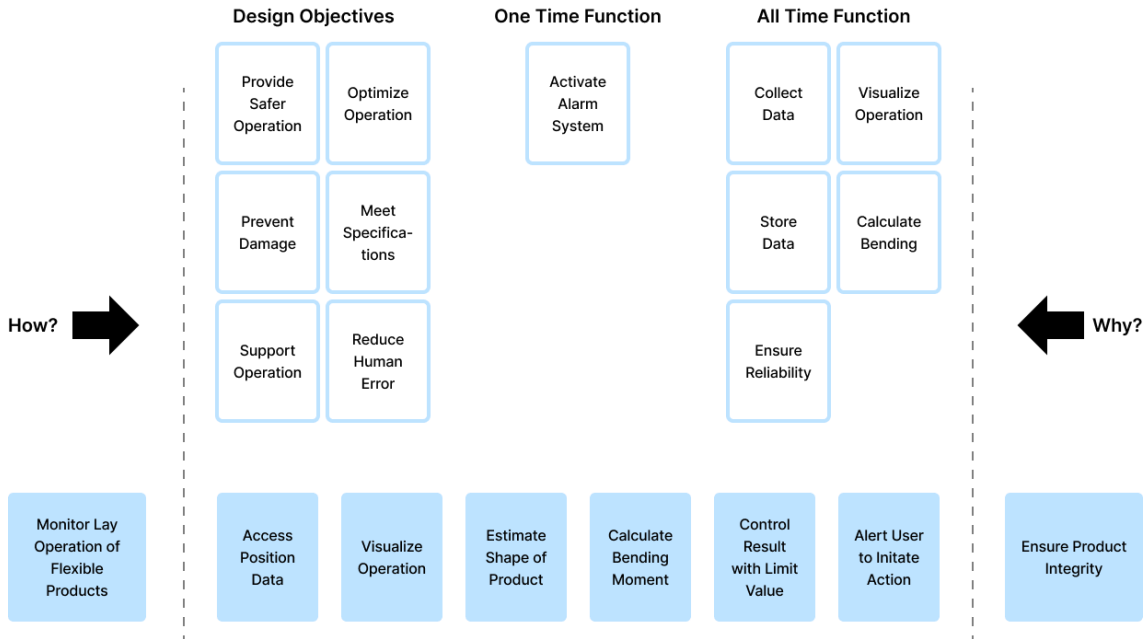 Design Objectives
One Time Function
All Time Function
Provide
Safer
Operation
Optimize
Operation
Activate
Alarm
System
Collect
Data
Visualize
Operation
Prevent
Damage
Meet
Specifica-
tions
Store
Data
Calculate
Bending
How?
Why?
Support
Operation
Reduce
Human
Error
Ensure
Reliability
Monitor Lay
Operation of
Flexible
Products
Access
Position
Data
Visualize
Operation
Estimate
Shape of
Product
Calculate
Bending
Moment
Control
Result
with Limit
Value
Alert User
to Initate
Action
Ensure Product
Integrity